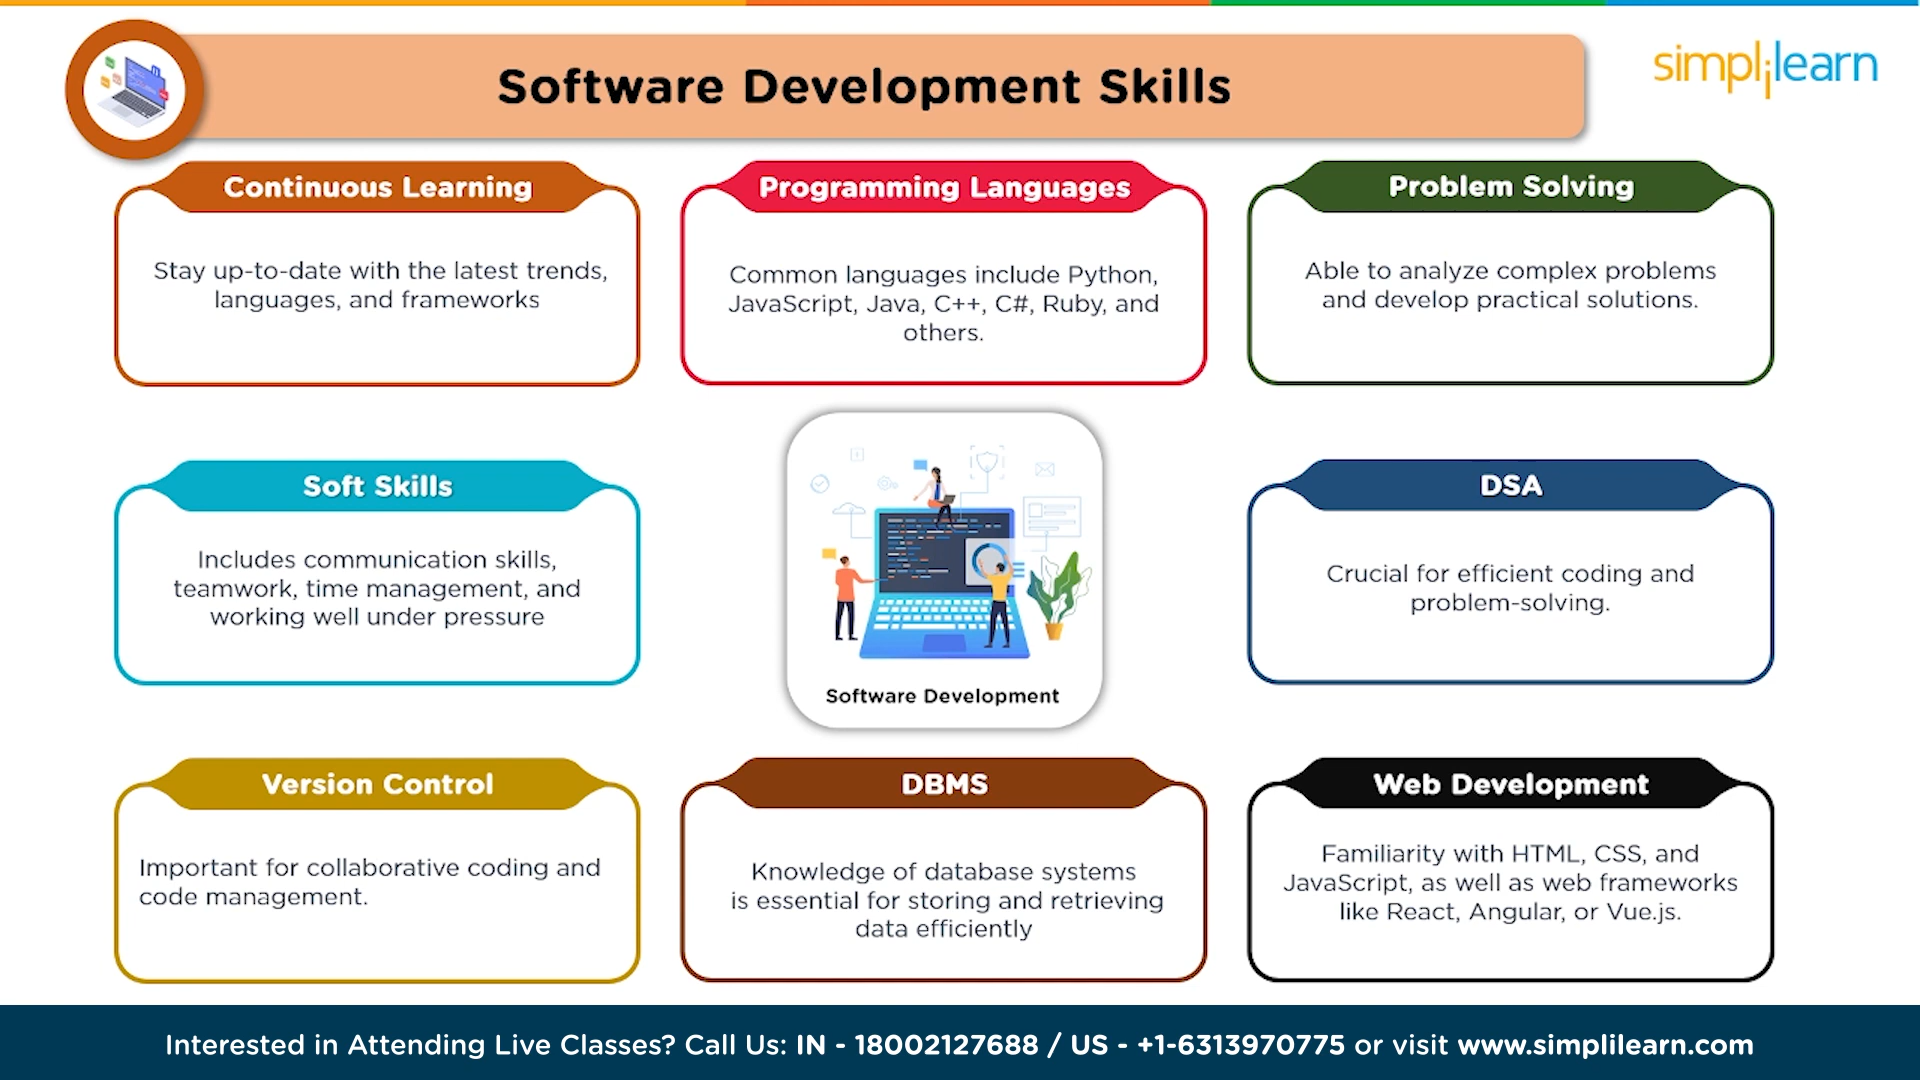 Software Development Skills
simplilearn
Continuous Learning
Stay up-to-date with the latest trends,
languages, and frameworks
Programming Languages
Common languages include Python,
JavaScript, Java, C++, C#, Ruby, and
others.
Problem Solving
Able to analyze complex problems
and develop practical solutions.
Soft Skills
Includes communication skills,
teamwork, time management, and
working well under pressure
Software Development
DSA
Crucial for efficient coding and
problem-solving.
Version Control
Important for collaborative coding and
code management.
DBMS
Knowledge of database systems
is essential for storing and retrieving
data efficiently
Web Development
Familiarity with HTML, CSS, and
JavaScript, as well as web frameworks
like React, Angular, or Vue.js.
Interested in Attending Live Classes? Call Us: IN - 18002127688 / US - +1-6313970775 or visit www.simplilearn.com